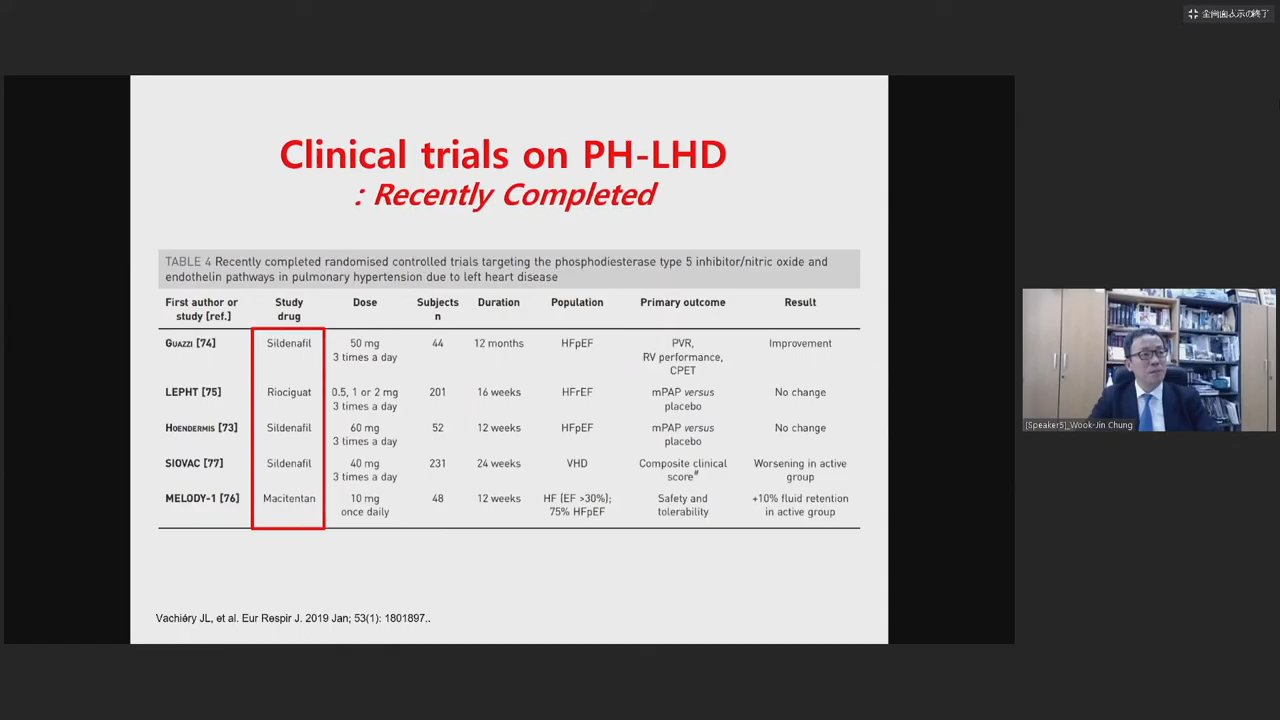 全画面表示の終了
Clinical trials on PH-LHD
: Recently Completed
TABLE 4 Recently completed randomised controlled trials targeting the phosphodiesterase type 5 inhibitor/nitric oxide and
endothelin pathways in pulmonary hypertension due to left heart disease
First author or study [ref.] Study drug Dose Subjects n Duration Population Primary outcome Result
GUAZZI [74] Sildenafil 50 mg 3 times a day 44 12 months HFpEF PVR, RV performance, CPET Improvement
LEPHT [75] Riociguat 0.5, 1 or 2 mg 3 times a day 201 16 weeks HFrEF mPAP versus placebo No change
HOENDERMIS [73] Sildenafil 60 mg 3 times a day 52 12 weeks HFpEF mPAP versus placebo No change
SIOVAC [77] Sildenafil 40 mg 3 times a day 231 24 weeks VHD Composite clinical score# Worsening in active group
MELODY-1 [76] Macitentan 10 mg once daily 48 12 weeks HF (EF >30%); 75% HFpEF Safety and tolerability +10% fluid retention in active group
Vachiéry JL, et al. Eur Respir J. 2019 Jan; 53(1): 1801897..
[Speaker5]_Wook-Jin Chung